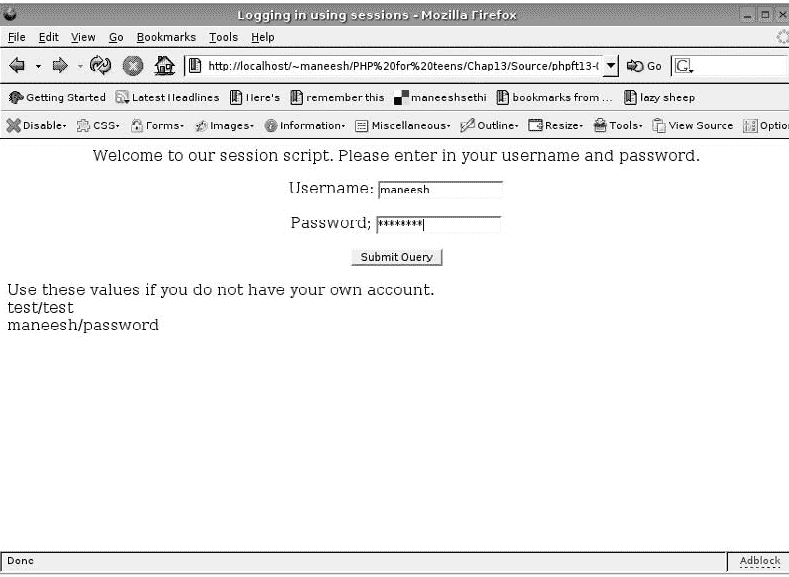 Logging in using sessions - Mozilla Firefox
File Edit View Go Bookmarks Tools Help
http://localhost/~maneesh/PHP%20for%20teens/Chap13/Source/phpft13-0 Go G
Getting Started Latest Headlines Here's remember this maneeshsethi bookmarks from ... lazy sheep
Disable CSS Forms Images Information Miscellaneous Outline Resize Tools View Source Optio
Welcome to our session script. Please enter in your username and password.
Username: maneesh
Password; ********
Submit Query
Use these values if you do not have your own account.
test/test
maneesh/password
Done Adblock